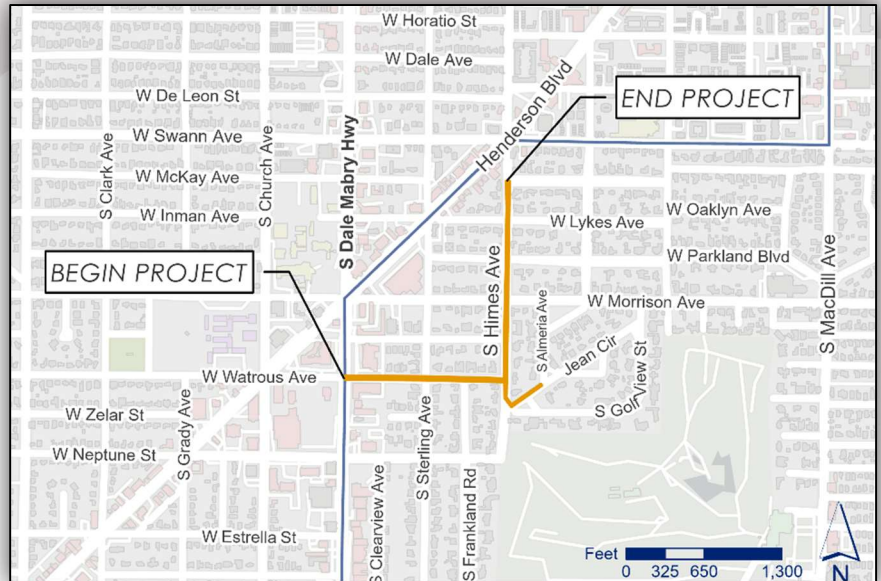 W Horatio St
W Dale Ave
Henderson Blvd
END PROJECT
W De Leon St
S Clark Ave
W Swann Ave
S Church Ave
S Dale Mabry Hwy
W McKay Ave
W Inman Ave
W Oaklyn Ave
W Lykes Ave
BEGIN PROJECT
S Himes Ave
W Parkland Blvd
S MacDill Ave
W Morrison Ave
S Almeria Ave
Jean Cir
W Watrous Ave
S Golf View St
W Zelar St
S Grady Ave
S Sterling Ave
W Neptune St
S Clearview Ave
S Frankland Rd
W Estrella St
Feet
0 325 650 1,300
N